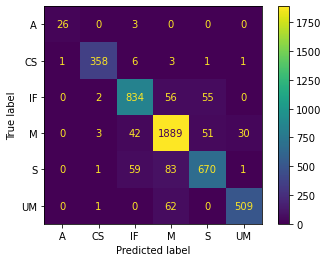 A 26 0 3 0 0 0
CS 1 358 6 3 1 1
IF 0 2 834 56 55 0
M 0 3 42 1889 51 30
S 0 1 59 83 670 1
UM 0 1 0 62 0 509
A CS IF M S UM
Predicted label
True label
1750
1500
1250
1000
750
500
250
0